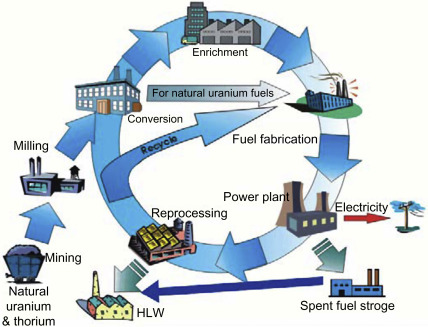 Enrichment
For natural uranium fuels
Conversion
Recycle
Fuel fabrication
Milling
Power plant
Electricity
Reprocessing
Mining
Natural
uranium
& thorium
HLW
Spent fuel stroge